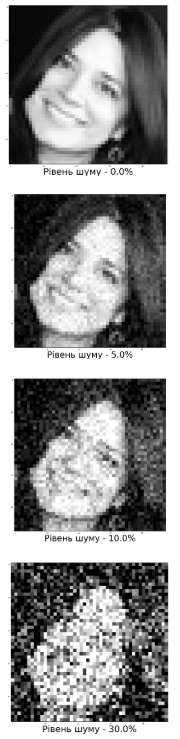 Рівень шуму - 0.0%
Рівень шуму - 5.0%
Рівень шуму - 10.0%
Рівень шуму - 30.0%